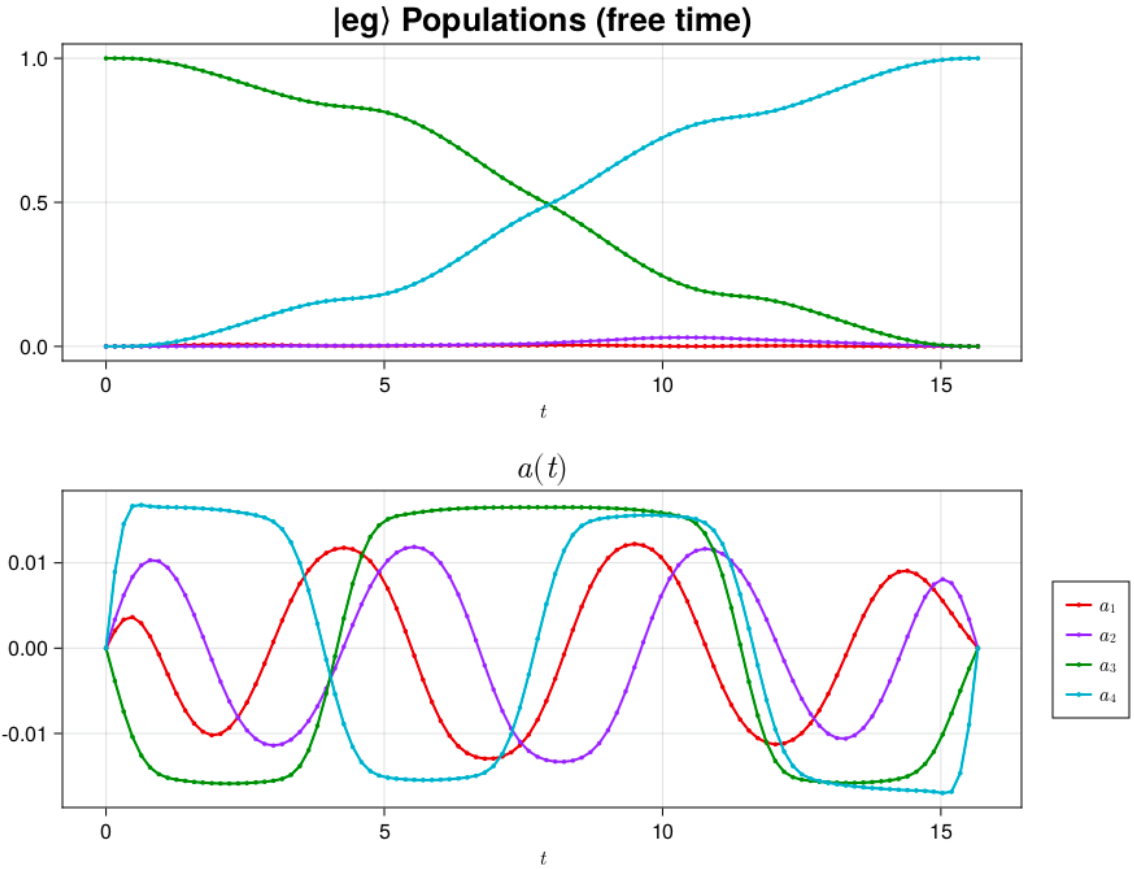 |eg⟩ Populations (free time)
1.0
0.5
0.0
0 5 10 15
t
a(t)
0.01
0.00
-0.01
0 5 10 15
t
a₁
a₂
a₃
a₄